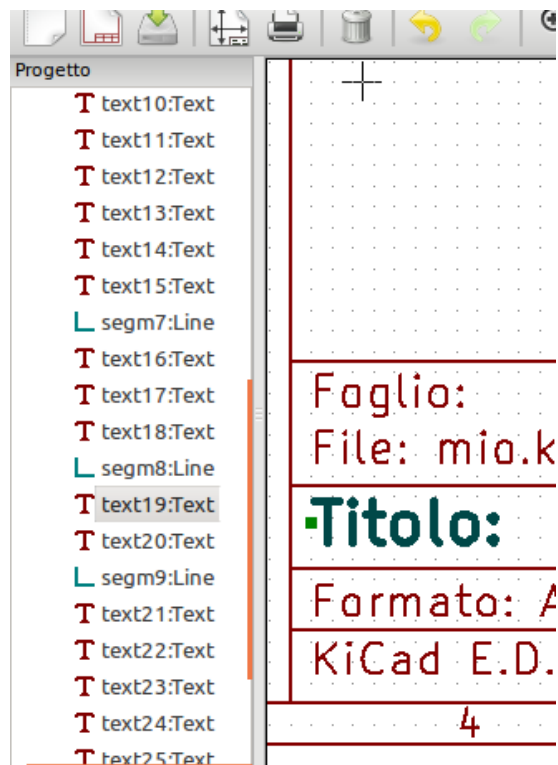 Progetto
text10:Text
text11:Text
text12:Text
text13:Text
text14:Text
text15:Text
segm7:Line
text16:Text
text17:Text
text18:Text
segm8:Line
text19:Text
text20:Text
segm9:Line
text21:Text
text22:Text
text23:Text
text24:Text
text25:Text
Foglio:
File: mio.k
Titolo:
Formato: A
KiCad E.D.
4